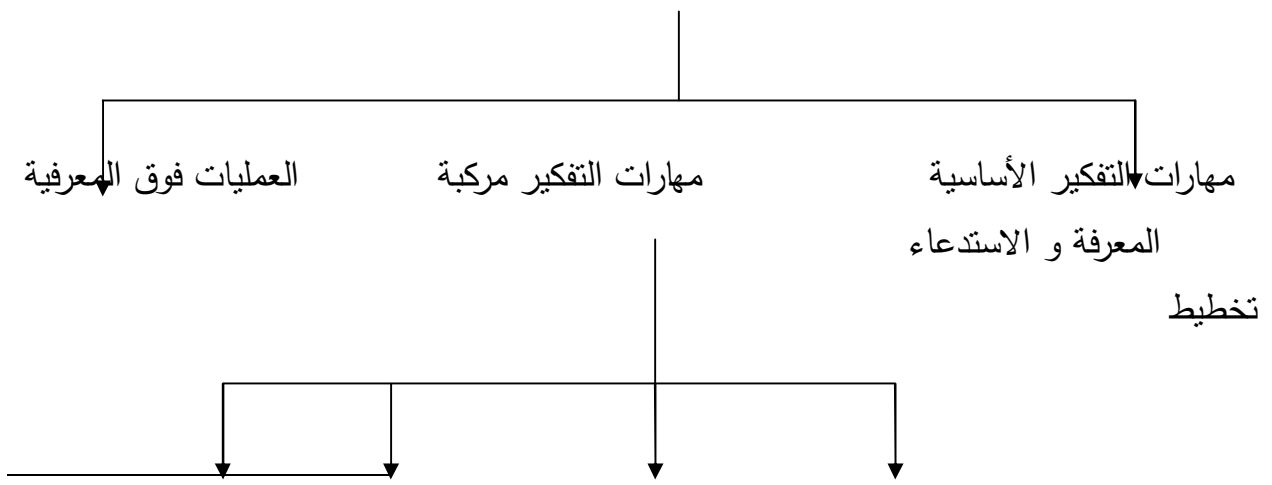 مهارات التفكير الأساسية مهارات التفكير مركبة العمليات فوق المعرفية
المعرفة و الاستدعاء
تخطيط